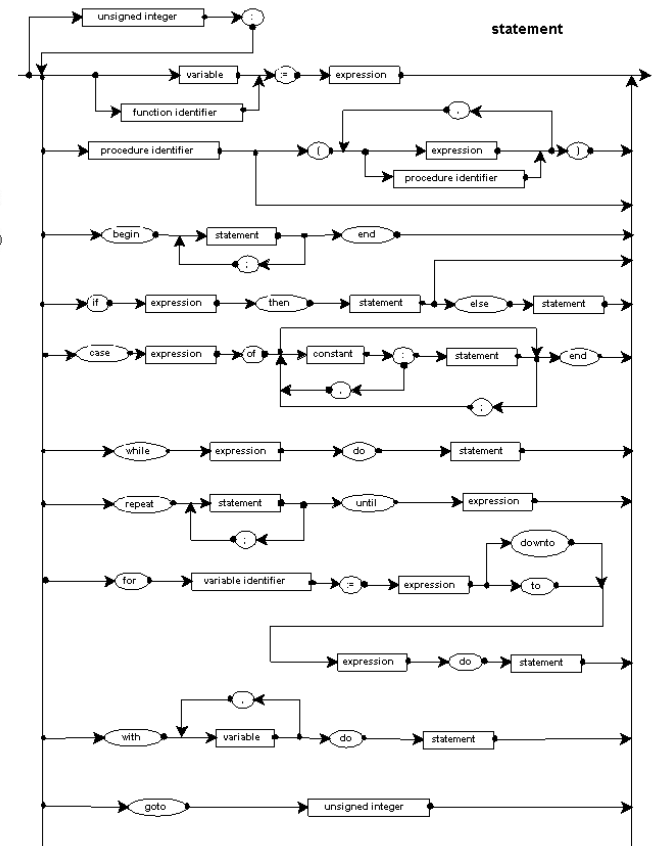 statement
unsigned integer :
variable := expression
function identifier
,
procedure identifier ( expression )
procedure identifier
)
begin statement end
;
if expression then statement else statement
case expression of constant : statement end
,
;
while expression do statement
repeat statement until expression
;
downto
for variable identifier := expression to
expression do statement
,
with variable do statement
goto unsigned integer